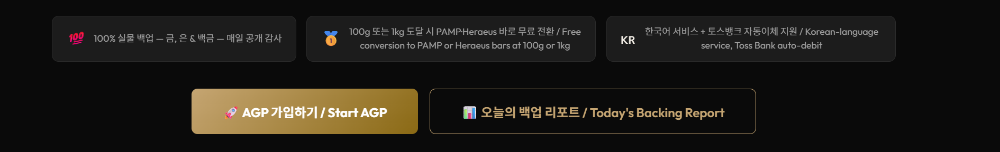 100% 실물 백업 — 금, 은 & 백금 — 매일 공개 감사
100g 또는 1kg 도달 시 PAMP·Heraeus 바로 무료 전환 / Free
conversion to PAMP or Heraeus bars at 100g or 1kg
KR
한국어 서비스 + 토스뱅크 자동이체 지원 / Korean-language
service, Toss Bank auto-debit
🚀 AGP 가입하기 / Start AGP
📊 오늘의 백업 리포트 / Today's Backing Report